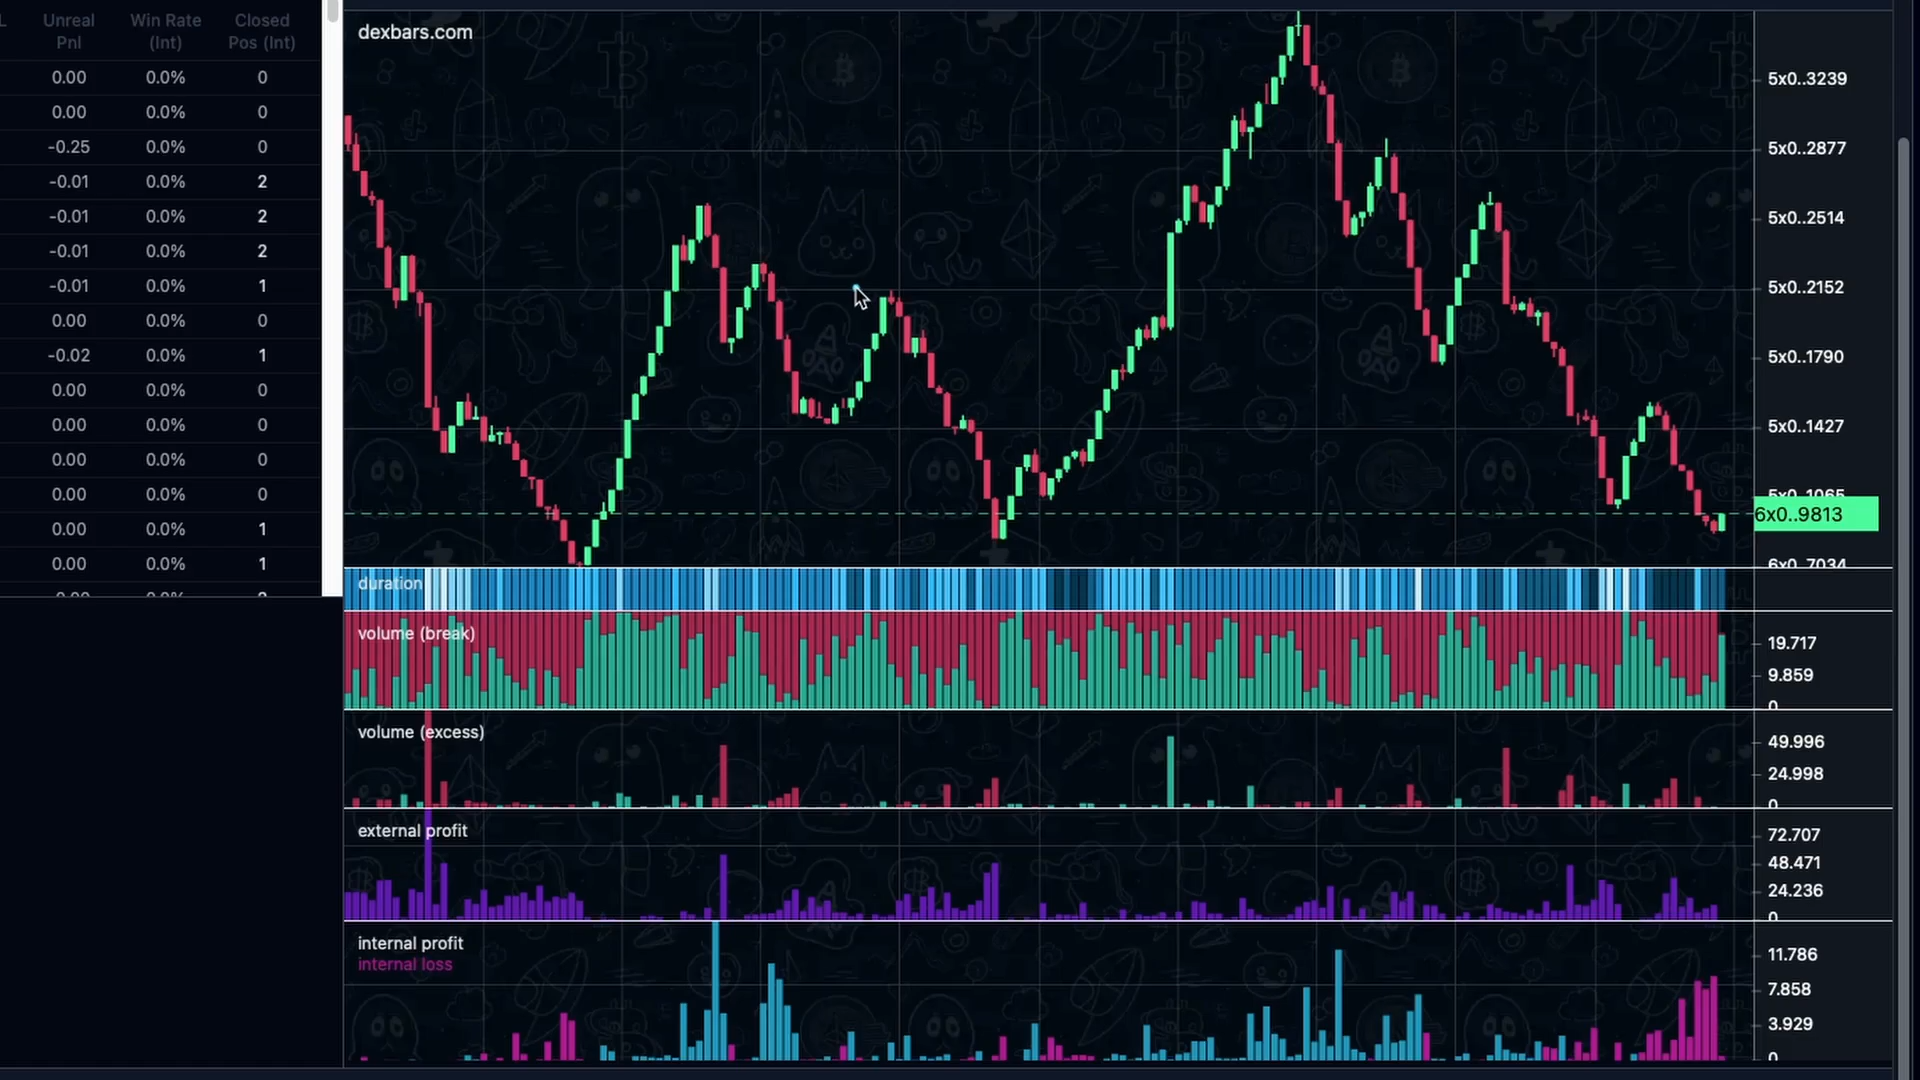 L Unreal Win Rate Closed
Pnl (Int) Pos (Int)
0.00 0.0% 0
0.00 0.0% 0
-0.25 0.0% 0
-0.01 0.0% 2
-0.01 0.0% 2
-0.01 0.0% 2
-0.01 0.0% 1
0.00 0.0% 0
-0.02 0.0% 1
0.00 0.0% 0
0.00 0.0% 0
0.00 0.0% 0
0.00 0.0% 0
0.00 0.0% 1
0.00 0.0% 1
dexbars.com
5x0..3239
5x0..2877
5x0..2514
5x0..2152
5x0..1790
5x0..1427
5x0..1065
6x0..9813
6x0..7034
duration
volume (break)
19.717
9.859
0
volume (excess)
49.996
24.998
0
external profit
72.707
48.471
24.236
0
internal profit
internal loss
11.786
7.858
3.929
0